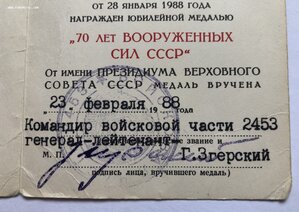 от 28 января 1988 года
НАГРАЖДЕН ЮБИЛЕЙНОЙ МЕДАЛЬЮ
„70 ЛЕТ ВООРУЖЕННЫХ
СИЛ СССР"
От имени ПРЕЗИДИУМА ВЕРХОВНОГО
СОВЕТА СССР МЕДАЛЬ ВРУЧЕНА
„ 23. февраля 19 88 года
Командир войсковой части 2453
генерал-лейтенант звание и
М. П. Г.Згерский
подпись лица, вручившего медаль)